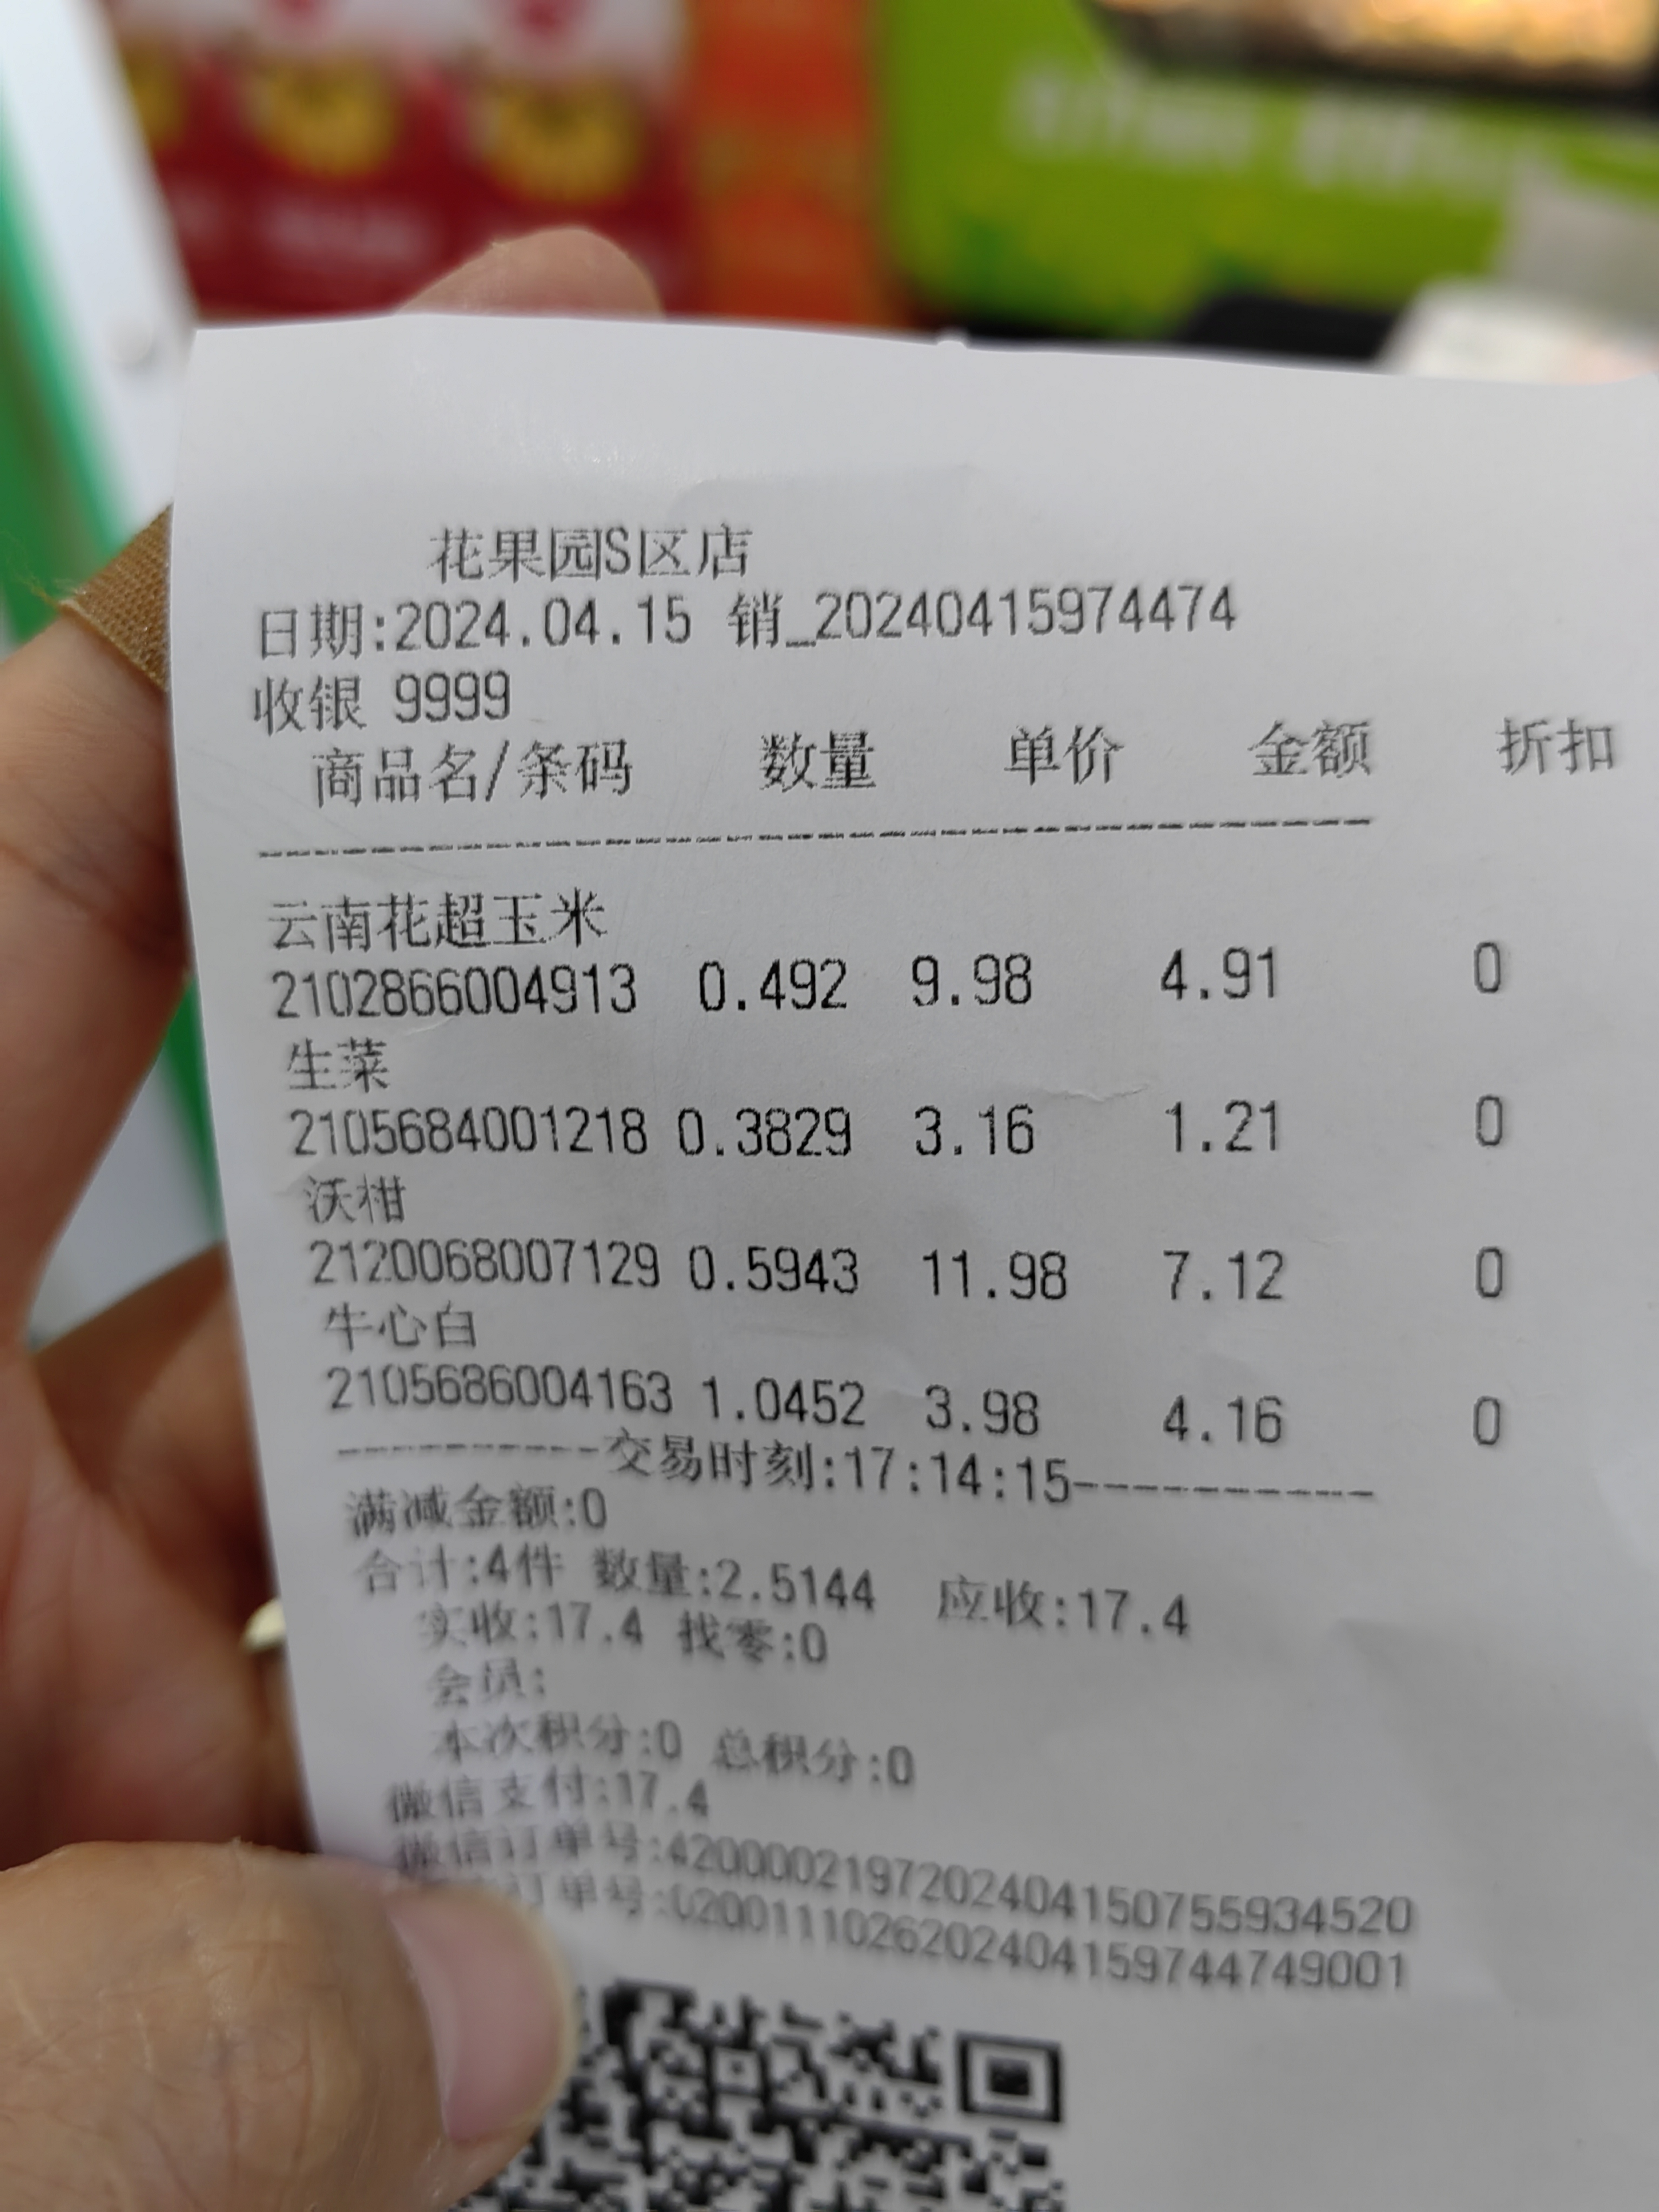 花果园S区店
日期:2024.04.15 销_20240415974474
收银 9999
商品名/条码 数量 单价 金额 折扣
云南花超玉米
2102866004913 0.492 9.98 4.91 0
生菜
2105684001218 0.3829 3.16 1.21 0
沃柑
2120068007129 0.5943 11.98 7.12 0
牛心白
2105686004163 1.0452 3.98 4.16 0
-----------交易时刻:17:14:15-----------
满减金额:0
合计:4件 数量:2.5144 应收:17.4
实收:17.4 找零:0
会员:
本次积分:0 总积分:0
微信支付:17.4
微信订单号:4200002197202404150755934520
订单号:0200111026202404159744749001